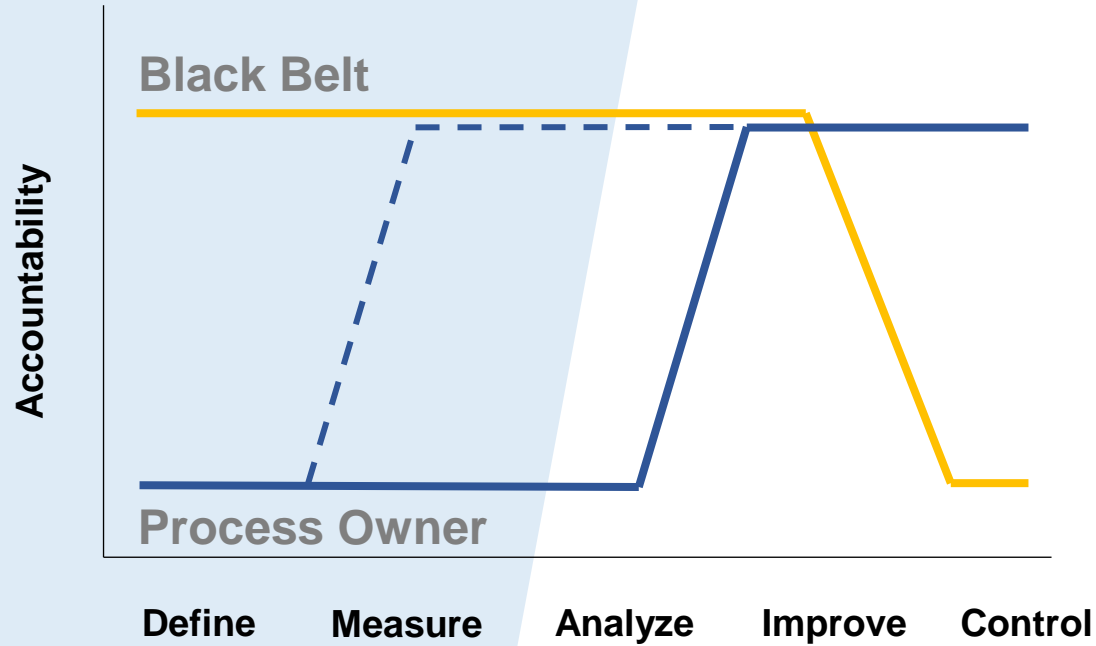 Black Belt
Accountability
Process Owner
Define Measure Analyze Improve Control